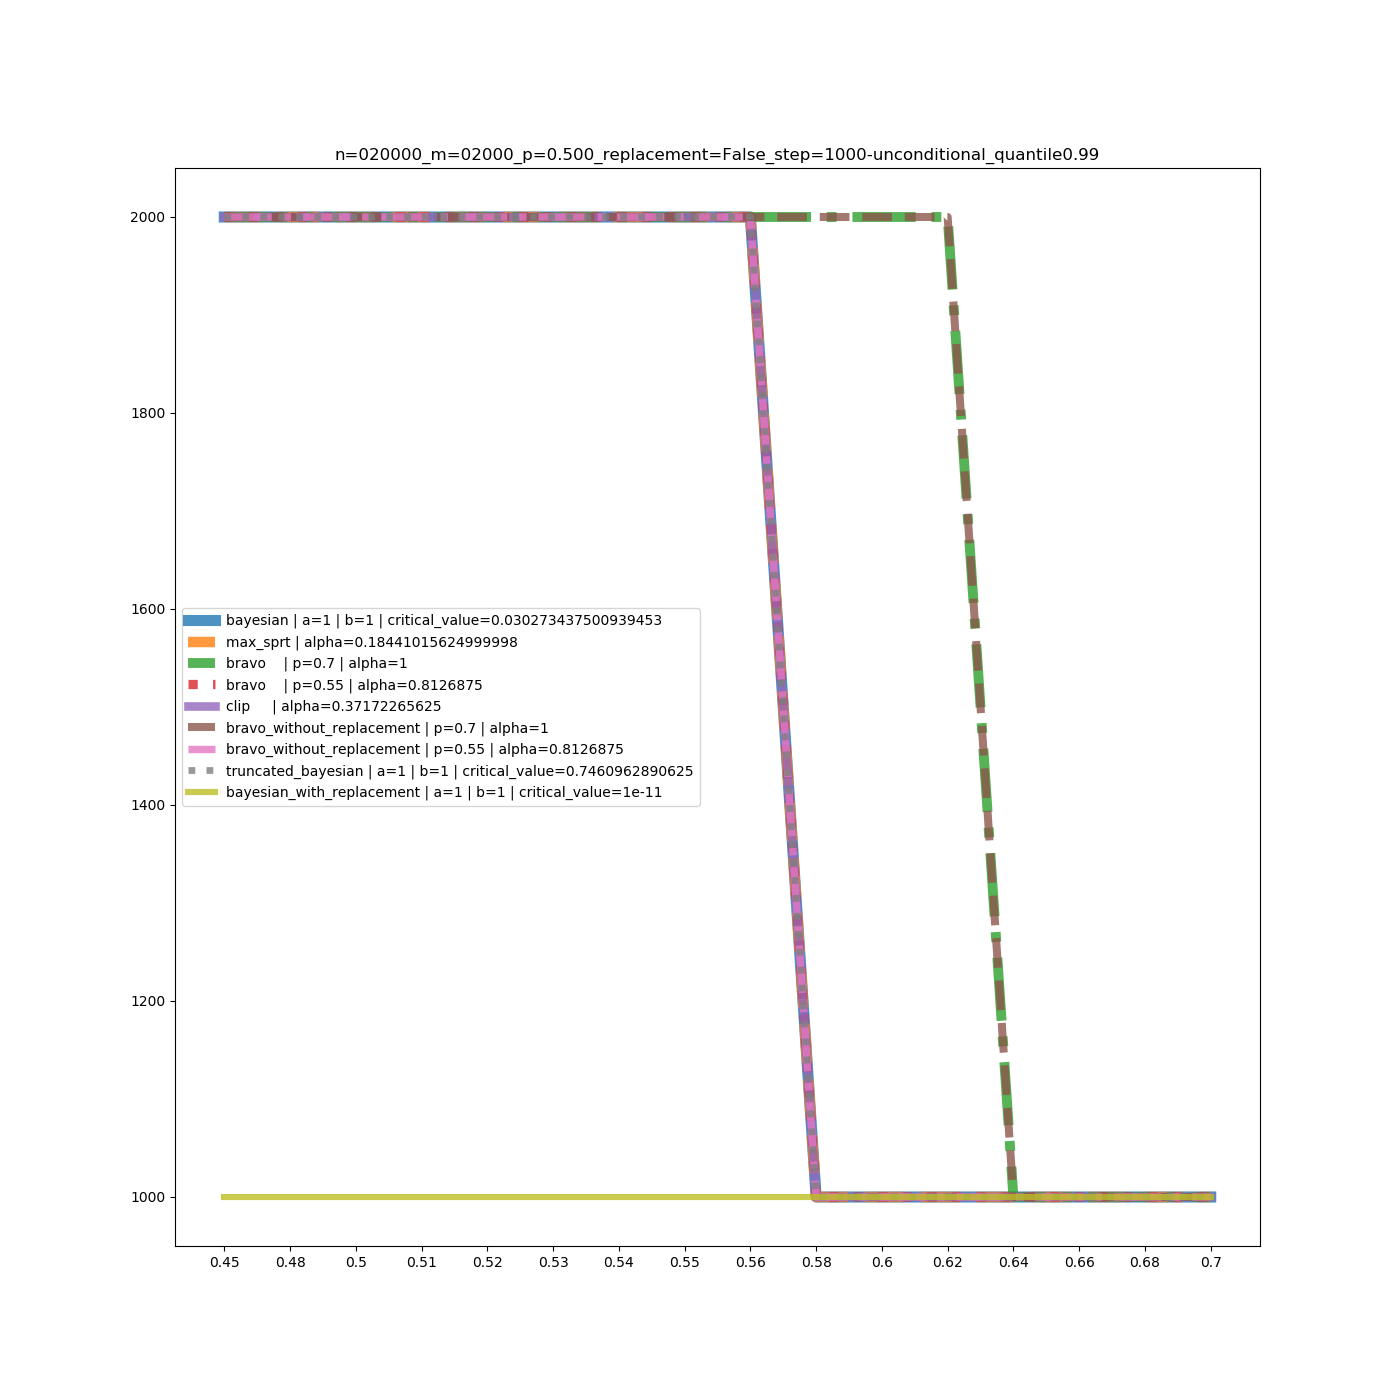 n=020000_m=02000_p=0.500_replacement=False_step=1000-unconditional_quantile0.99
2000
1800
1600
1400
1200
1000
bayesian | a=1 | b=1 | critical_value=0.030273437500939453
max_sprt | alpha=0.18441015624999998
bravo    | p=0.7 | alpha=1
bravo    | p=0.55 | alpha=0.8126875
clip     | alpha=0.37172265625
bravo_without_replacement | p=0.7 | alpha=1
bravo_without_replacement | p=0.55 | alpha=0.8126875
truncated_bayesian | a=1 | b=1 | critical_value=0.7460962890625
bayesian_with_replacement | a=1 | b=1 | critical_value=1e-11
0.45 0.48 0.5 0.51 0.52 0.53 0.54 0.55 0.56 0.58 0.6 0.62 0.64 0.66 0.68 0.7